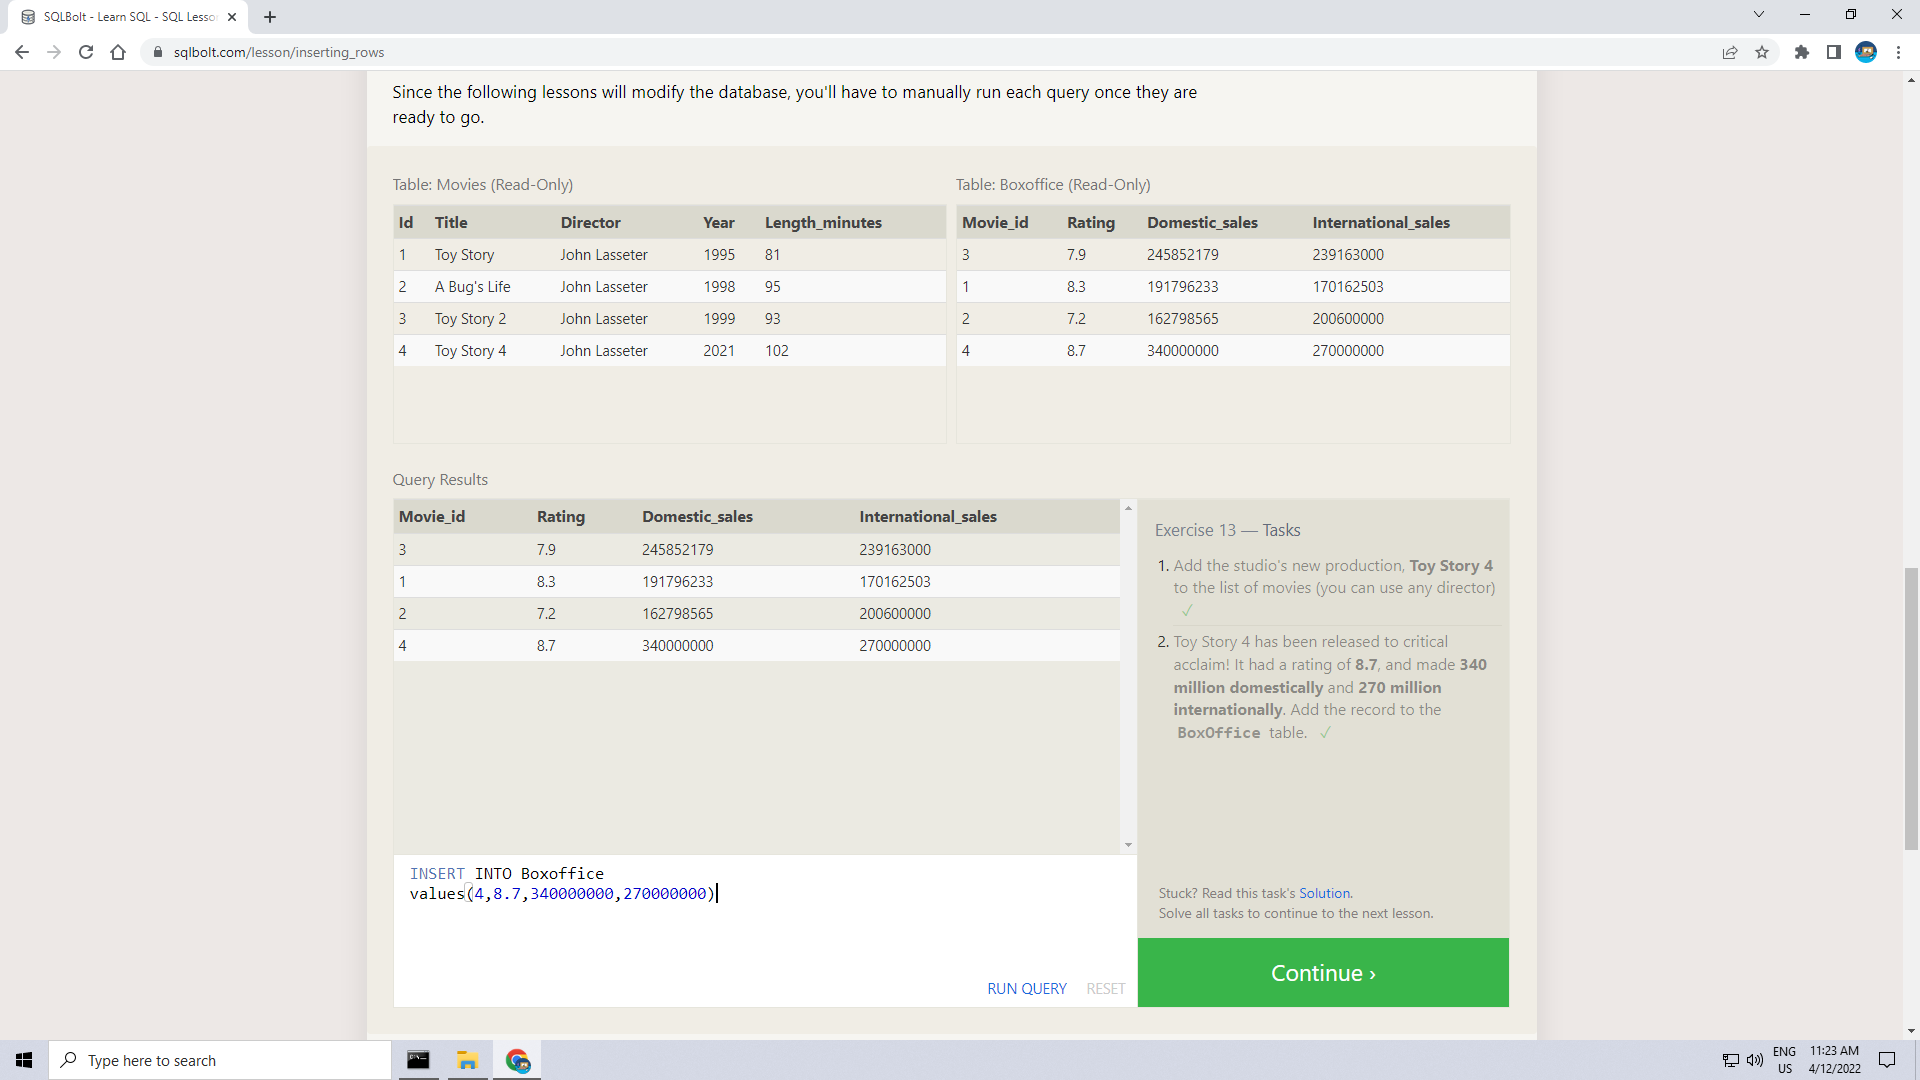 SQLBolt - Learn SQL - SQL Lesso
sqlbolt.com/lesson/inserting_rows
Since the following lessons will modify the database, you'll have to manually run each query once they are
ready to go.
Table: Movies (Read-Only)
Id Title Director Year Length_minutes
1 Toy Story John Lasseter 1995 81
2 A Bug's Life John Lasseter 1998 95
3 Toy Story 2 John Lasseter 1999 93
4 Toy Story 4 John Lasseter 2021 102
Table: Boxoffice (Read-Only)
Movie_id Rating Domestic_sales International_sales
3 7.9 245852179 239163000
1 8.3 191796233 170162503
2 7.2 162798565 200600000
4 8.7 340000000 270000000
Query Results
Movie_id Rating Domestic_sales International_sales
3 7.9 245852179 239163000
1 8.3 191796233 170162503
2 7.2 162798565 200600000
4 8.7 340000000 270000000
INSERT INTO Boxoffice
values(4,8.7,340000000,270000000)
RUN QUERY RESET
Exercise 13 — Tasks
1. Add the studio's new production, Toy Story 4
to the list of movies (you can use any director)
✓
2. Toy Story 4 has been released to critical
acclaim! It had a rating of 8.7, and made 340
million domestically and 270 million
internationally. Add the record to the
BoxOffice table. ✓
Stuck? Read this task's Solution.
Solve all tasks to continue to the next lesson.
Continue ›
Type here to search
ENG
US
11:23 AM
4/12/2022